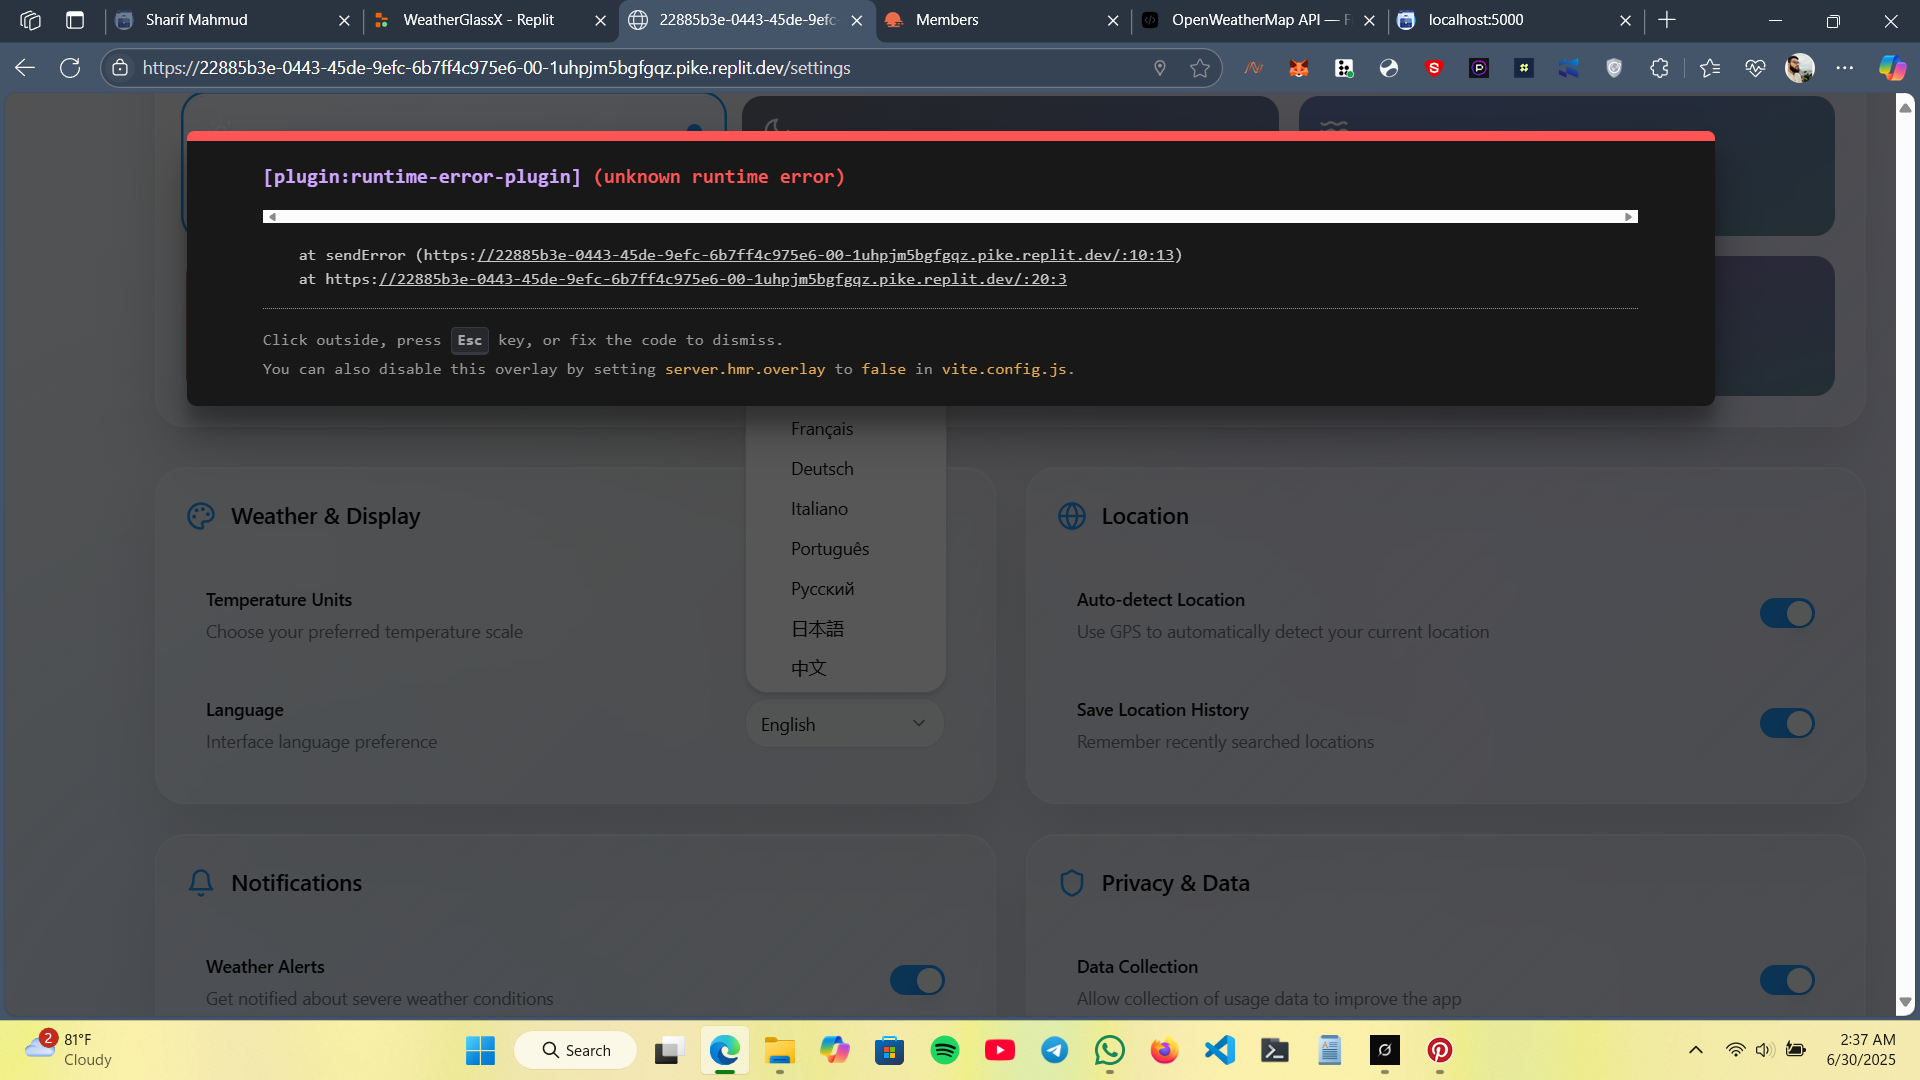 Sharif Mahmud
WeatherGlassX - Replit
22885b3e-0443-45de-9efc-
Members
OpenWeatherMap API — F
localhost:5000
https://22885b3e-0443-45de-9efc-6b7ff4c975e6-00-1uhpjm5bgfgqz.pike.replit.dev/settings
[plugin:runtime-error-plugin] (unknown runtime error)
at sendError (https://22885b3e-0443-45de-9efc-6b7ff4c975e6-00-1uhpjm5bgfgqz.pike.replit.dev/:10:13)
at https://22885b3e-0443-45de-9efc-6b7ff4c975e6-00-1uhpjm5bgfgqz.pike.replit.dev/:20:3
Click outside, press Esc key, or fix the code to dismiss.
You can also disable this overlay by setting server.hmr.overlay to false in vite.config.js.
Français
Deutsch
Italiano
Português
Русский
日本語
中文
Weather & Display
Temperature Units
Choose your preferred temperature scale
Language
Interface language preference
English
Location
Auto-detect Location
Use GPS to automatically detect your current location
Save Location History
Remember recently searched locations
Notifications
Weather Alerts
Get notified about severe weather conditions
Privacy & Data
Data Collection
Allow collection of usage data to improve the app
2
81°F
Cloudy
Search
2:37 AM
6/30/2025